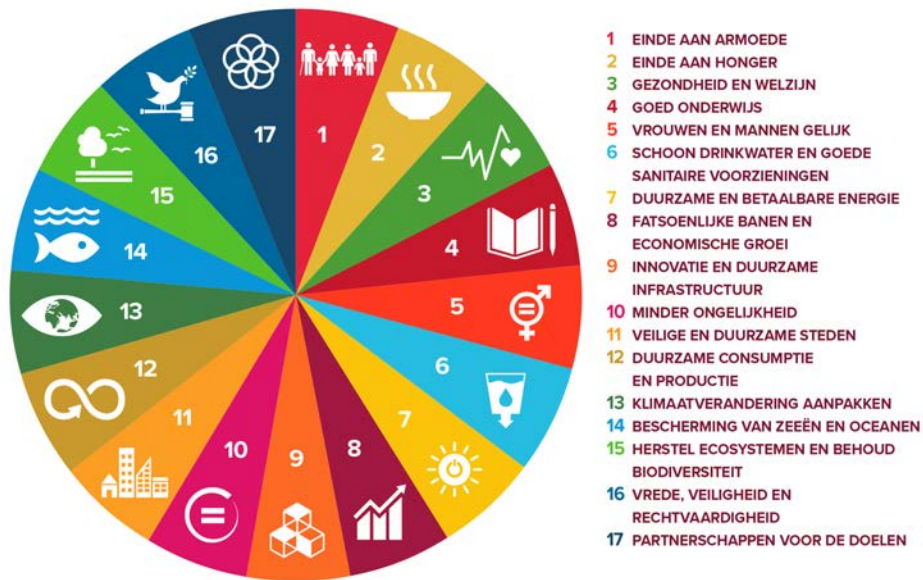 1
2
3
4
5
6
7
8
9
10
11
12
13
14
15
16
17
1 EINDE AAN ARMOEDE
2 EINDE AAN HONGER
3 GEZONDHEID EN WELZIJN
4 GOED ONDERWIJS
5 VROUWEN EN MANNEN GELIJK
6 SCHOON DRINKWATER EN GOEDE
SANITAIRE VOORZIENINGEN
7 DUURZAME EN BETAALBARE ENERGIE
8 FATSOENLIJKE BANEN EN
ECONOMISCHE GROEI
9 INNOVATIE EN DUURZAME
INFRASTRUCTUUR
10 MINDER ONGELIJKHEID
11 VEILIGE EN DUURZAME STEDEN
12 DUURZAME CONSUMPTIE
EN PRODUCTIE
13 KLIMAATVERANDERING AANPAKKEN
14 BESCHERMING VAN ZEEËN EN OCEANEN
15 HERSTEL ECOSYSTEMEN EN BEHOUD
BIODIVERSITEIT
16 VREDE, VEILIGHEID EN
RECHTVAARDIGHEID
17 PARTNERSCHAPPEN VOOR DE DOELEN